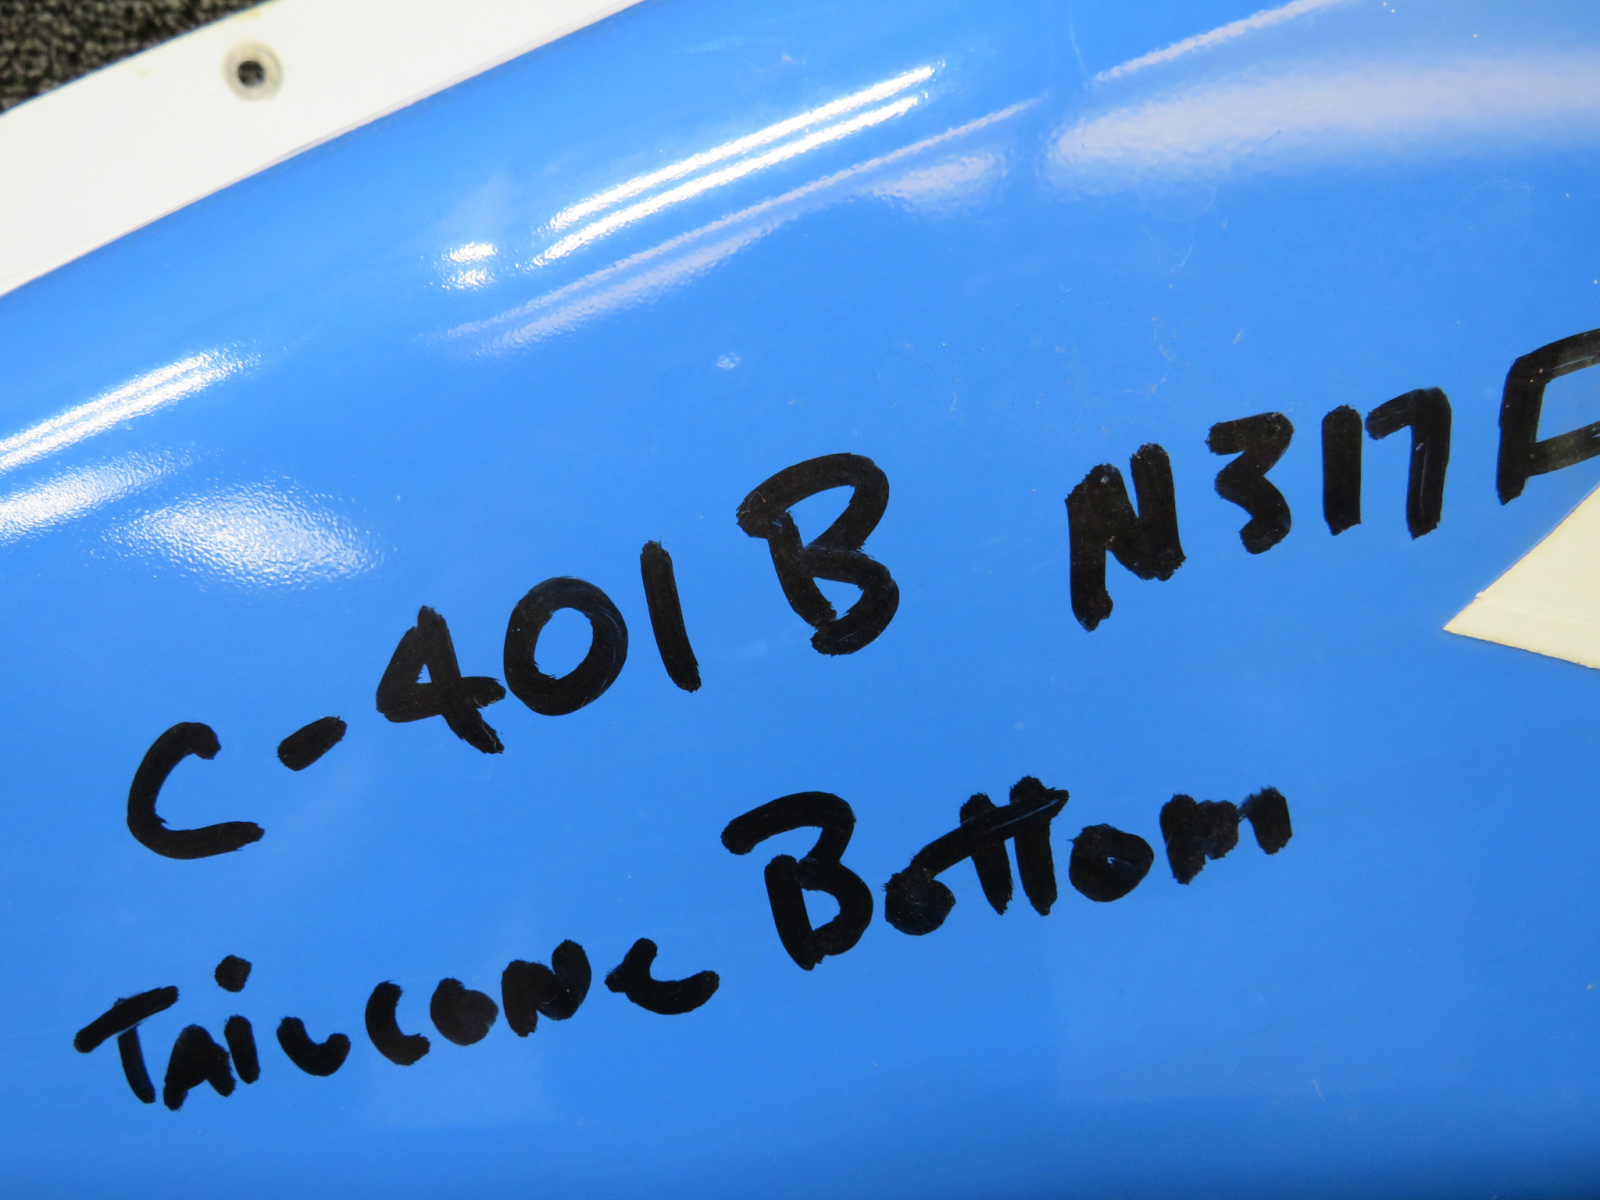 C-401B N317
Tailcone Bottom